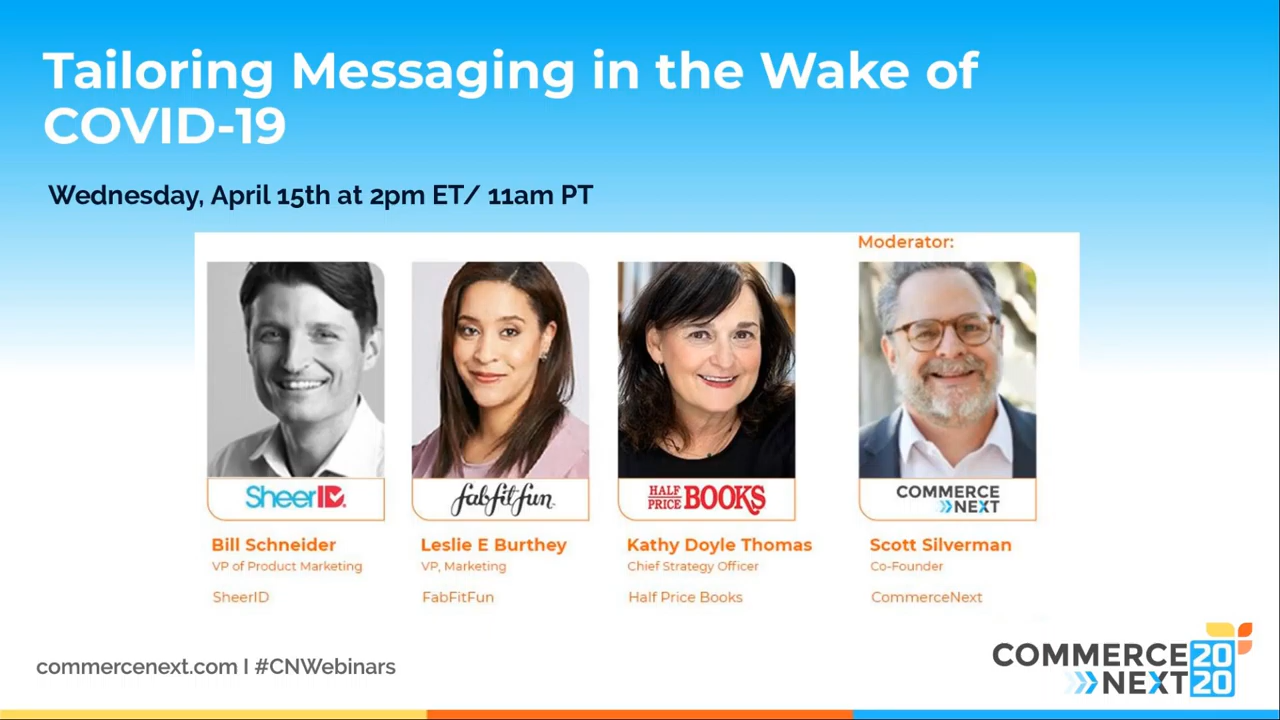 Tailoring Messaging in the Wake of
COVID-19
Wednesday, April 15th at 2pm ET/ 11am PT
Moderator:
SheerID
fabfitfun
HALF PRICE BOOKS
COMMERCE
NEXT
Bill Schneider
VP of Product Marketing
SheerID
Leslie E Burthey
VP, Marketing
FabFitFun
Kathy Doyle Thomas
Chief Strategy Officer
Half Price Books
Scott Silverman
Co-Founder
CommerceNext
commercenext.com I #CNWebinars
COMMERCE 20
NEXT 20